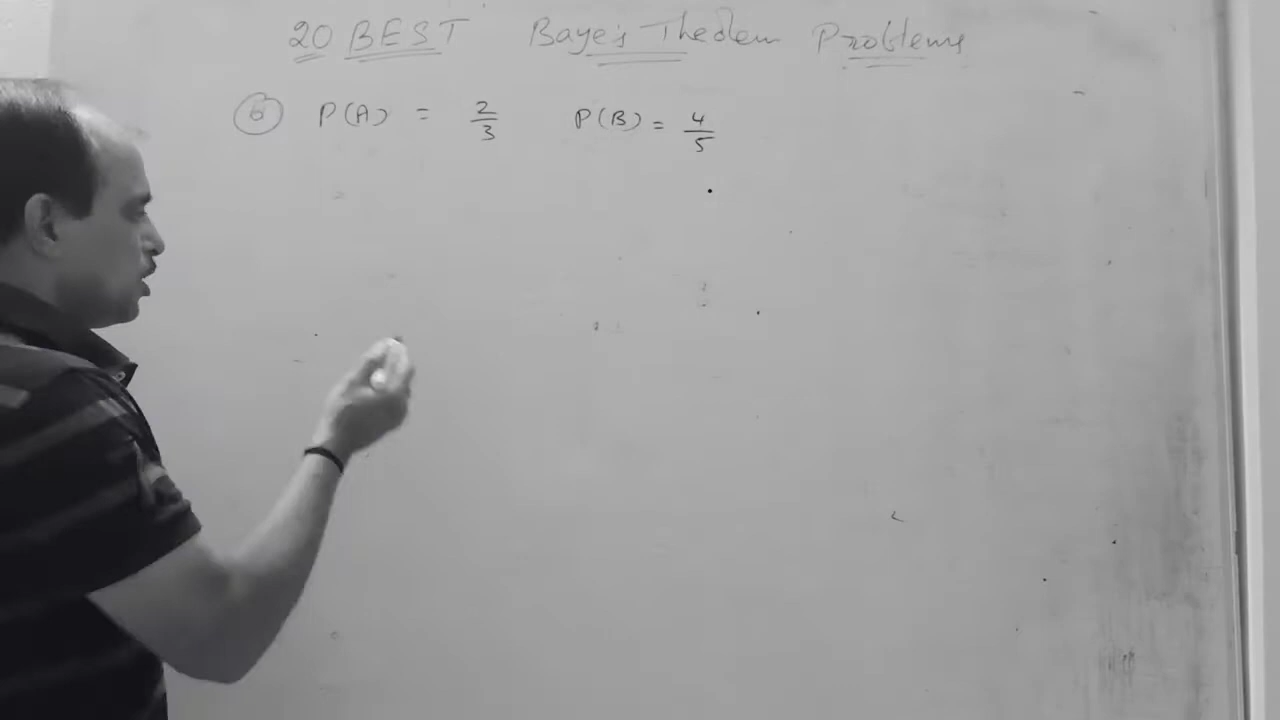 20 BEST Baye's Theorem Problems
6 P(A) = 2/3 P(B) = 4/5